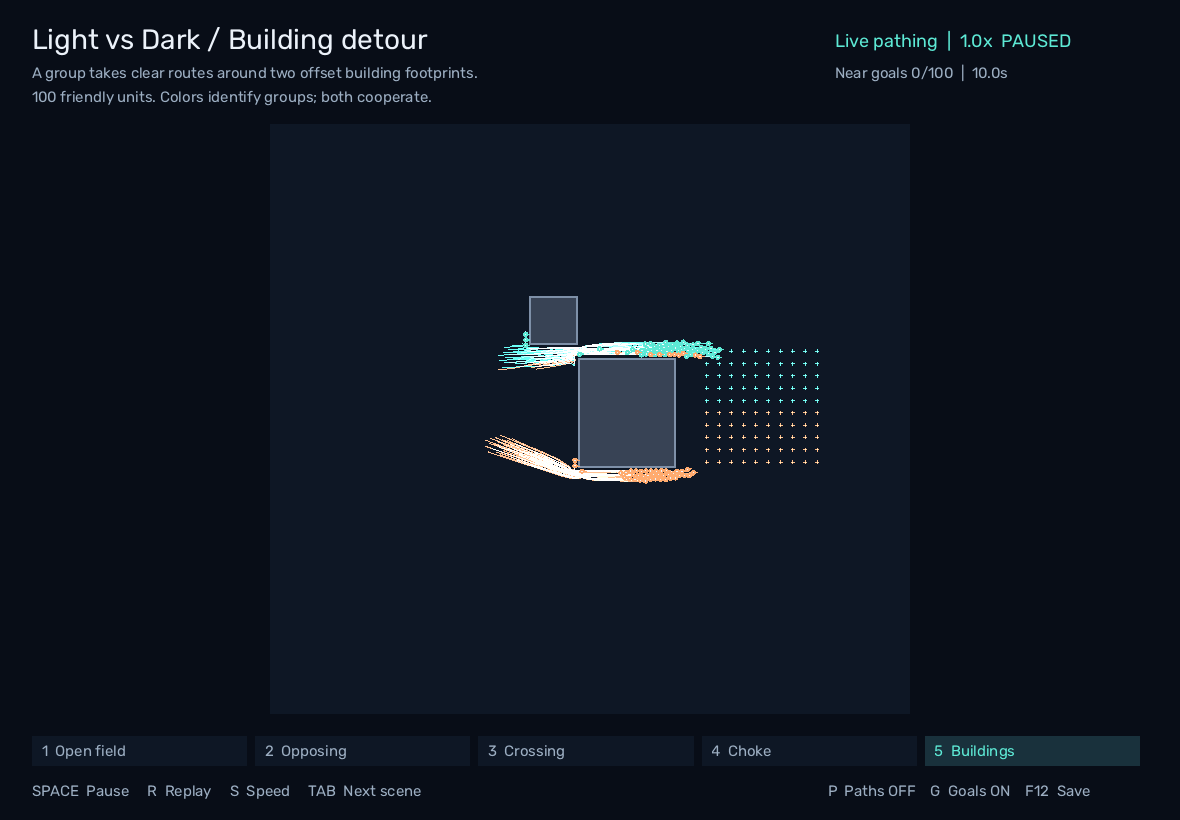 Light vs Dark / Building detour
A group takes clear routes around two offset building footprints.
100 friendly units. Colors identify groups; both cooperate.
Live pathing | 1.0x PAUSED
Near goals 0/100 | 10.0s
1 Open field
2 Opposing
3 Crossing
4 Choke
5 Buildings
SPACE Pause R Replay S Speed TAB Next scene
P Paths OFF G Goals ON F12 Save